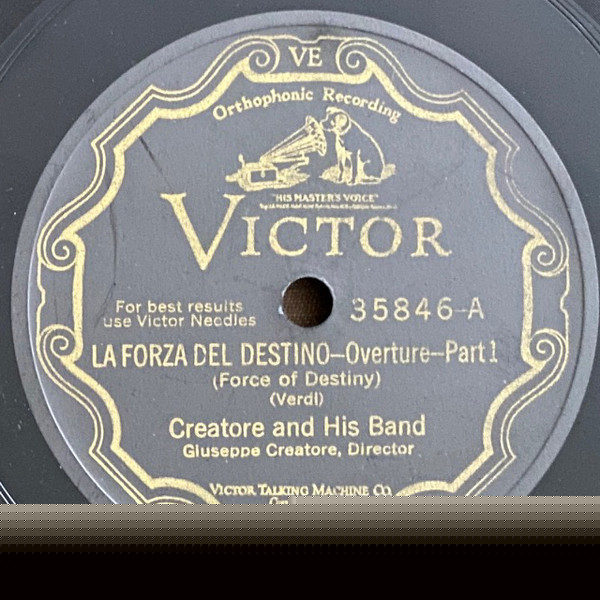 VE
Orthophonic Recording
"HIS MASTER'S VOICE"
VICTOR
For best results
use Victor Needles
35846-A
LA FORZA DEL DESTINO—Overture—Part 1
(Force of Destiny)
(Verdi)
Creatore and His Band
Giuseppe Creatore, Director
VICTOR TALKING MACHINE CO.